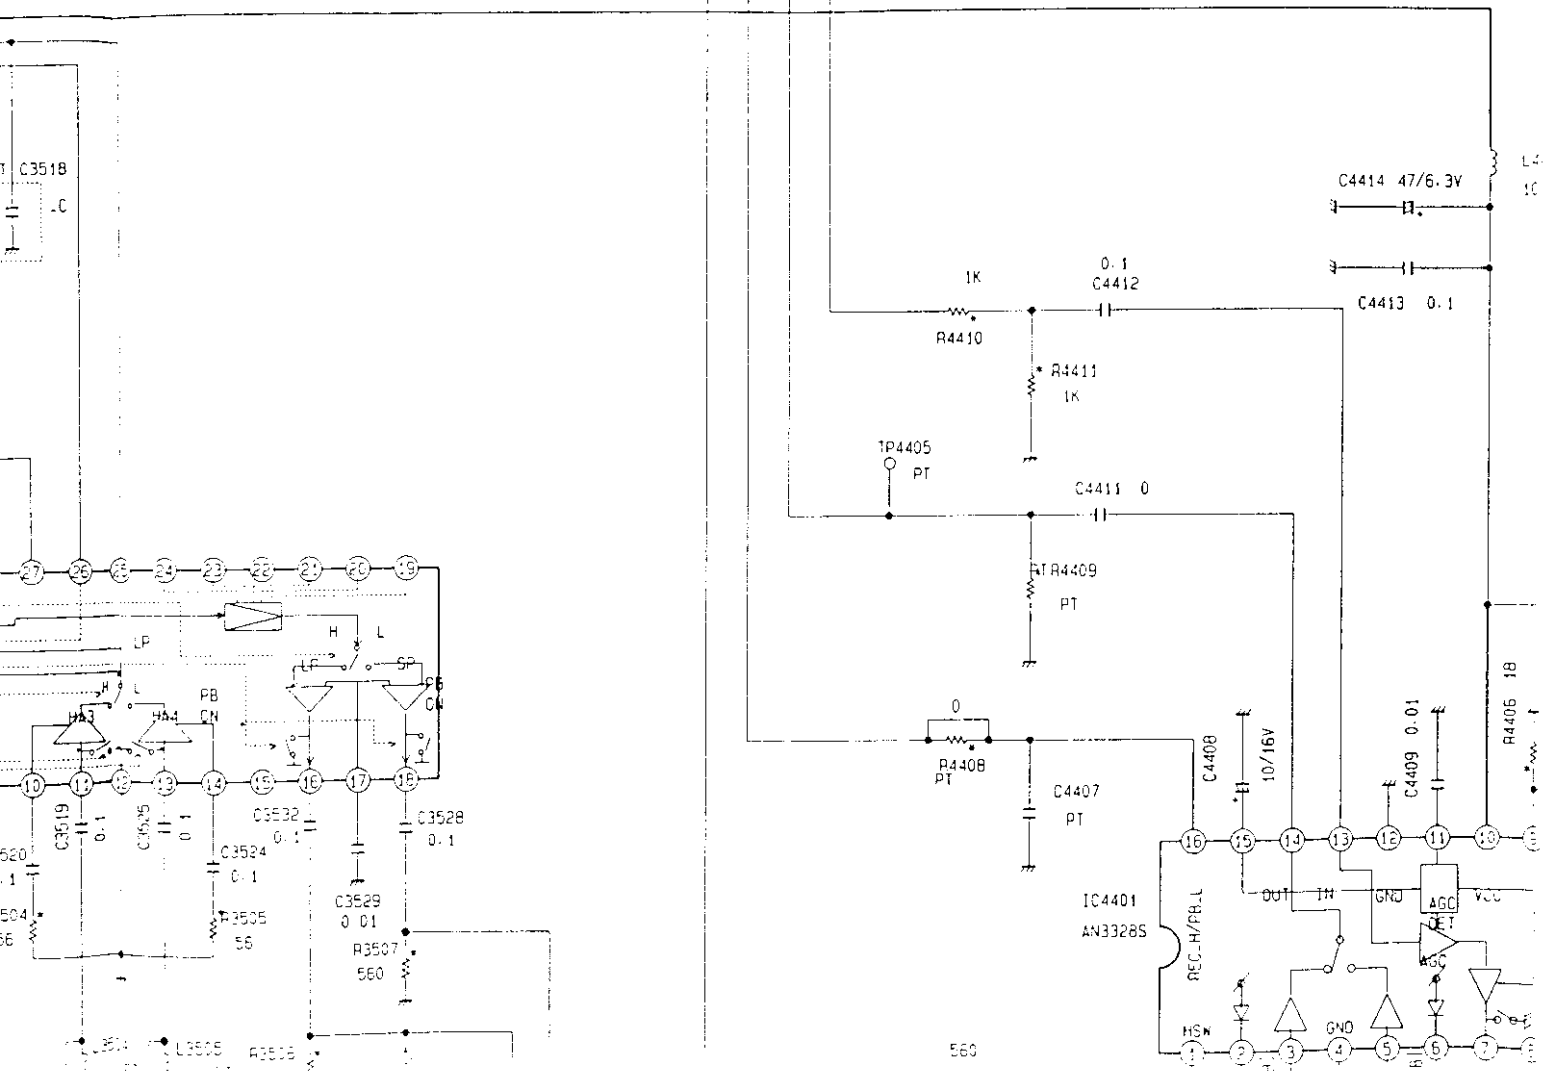 C3518
C4414 47/6.3V
0.1
C4412
1K
C4413 0.1
R4410
R4411
1K
TP4405
PT
C4411 0
R4409
PT
27 26 25 24 23 22 21 20 19
H L
LP
SP
H L
PB
HA3
HA4
0
R4408
PT
C4407
PT
C4408
10/16V
C4409 0.01
R4406 18
10 11 12 13 14 15 16 17 18
C3519
0.1
C3525
0.1
C3532
0.1
C3528
0.1
C3524
0.1
C3529
0.01
R3505
56
R3507
560
16 15 14 13 12 11 10
IC4401
AN3328S
REC_H/PB_L
OUT IN GND VCC
AGC
DET
AGC
HSW
GND
1 2 3 4 5 6 7
L3505
R3506
560